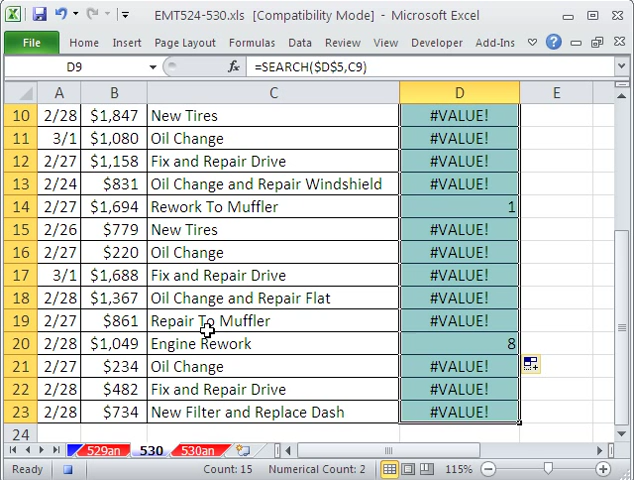 EMT524-530.xls [Compatibility Mode] - Microsoft Excel
File Home Insert Page Formulas Data Review View Developer Add-Ins
D9 fx =SEARCH($D$5,C9)
A B C D E
10 2/28 $1,847 New Tires #VALUE!
11 3/1 $1,080 Oil Change #VALUE!
12 2/27 $1,158 Fix and Repair Drive #VALUE!
13 2/24 $831 Oil Change and Repair Windshield #VALUE!
14 2/27 $1,694 Rework To Muffler 1
15 2/26 $779 New Tires #VALUE!
16 2/27 $220 Oil Change #VALUE!
17 3/1 $1,688 Fix and Repair Drive #VALUE!
18 2/28 $1,367 Oil Change and Repair Flat #VALUE!
19 2/27 $861 Repair To Muffler #VALUE!
20 2/28 $1,049 Engine Rework 8
21 2/27 $234 Oil Change #VALUE!
22 2/28 $482 Fix and Repair Drive #VALUE!
23 2/28 $734 New Filter and Replace Dash #VALUE!
24
529an 530 530an
Ready Count: 15 Numerical Count: 2 115%